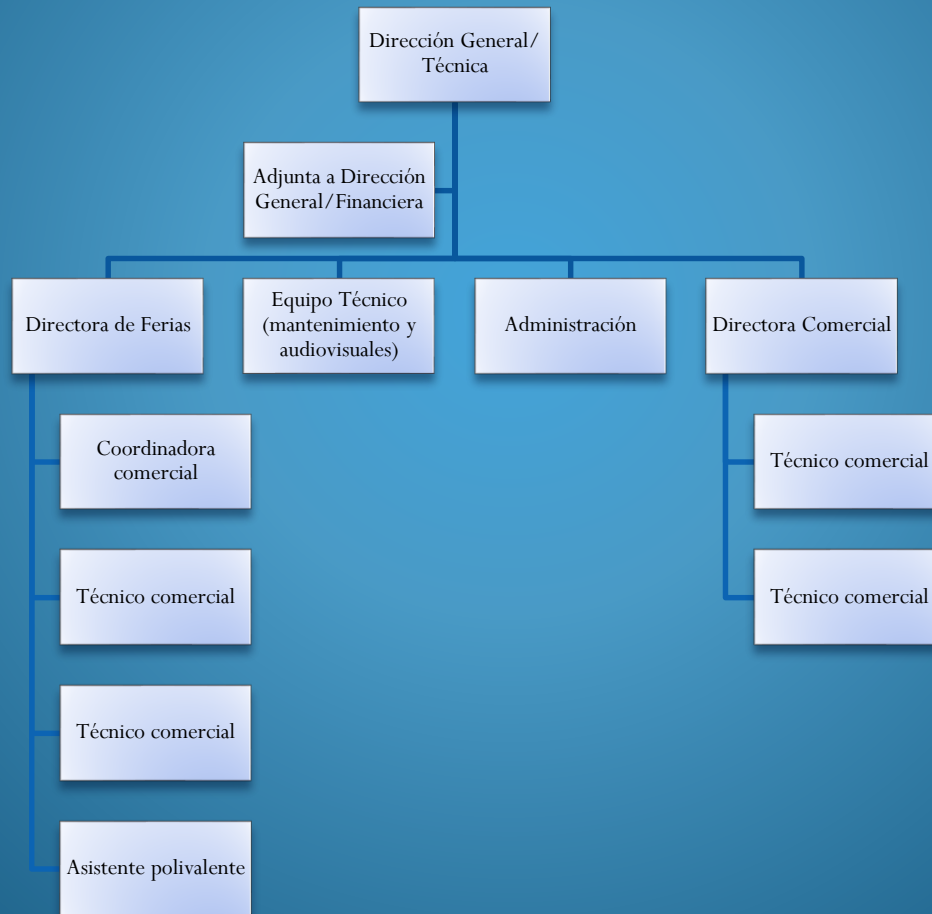 Dirección General/
Técnica
Adjunta a Dirección
General/Financiera
Directora de Ferias
Equipo Técnico
(mantenimiento y
audiovisuales)
Administración
Directora Comercial
Coordinadora
comercial
Técnico comercial
Técnico comercial
Asistente polivalente
Técnico comercial
Técnico comercial